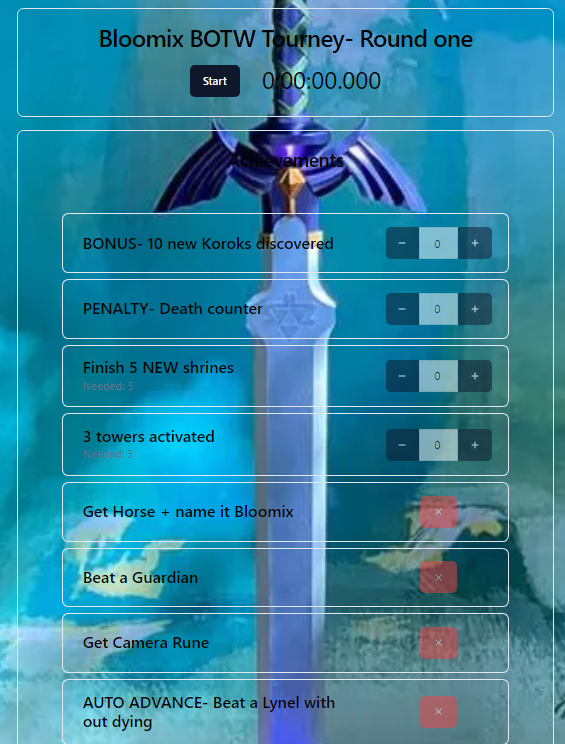 Bloomix BOTW Tourney- Round one
Start 0:00:00.000
Achievements
BONUS- 10 new Koroks discovered − 0 +
PENALTY- Death counter − 0 +
Finish 5 NEW shrines − 0 +
Needed: 5
3 towers activated − 0 +
Needed: 3
Get Horse + name it Bloomix ×
Beat a Guardian ×
Get Camera Rune ×
AUTO ADVANCE- Beat a Lynel with ×
out dying